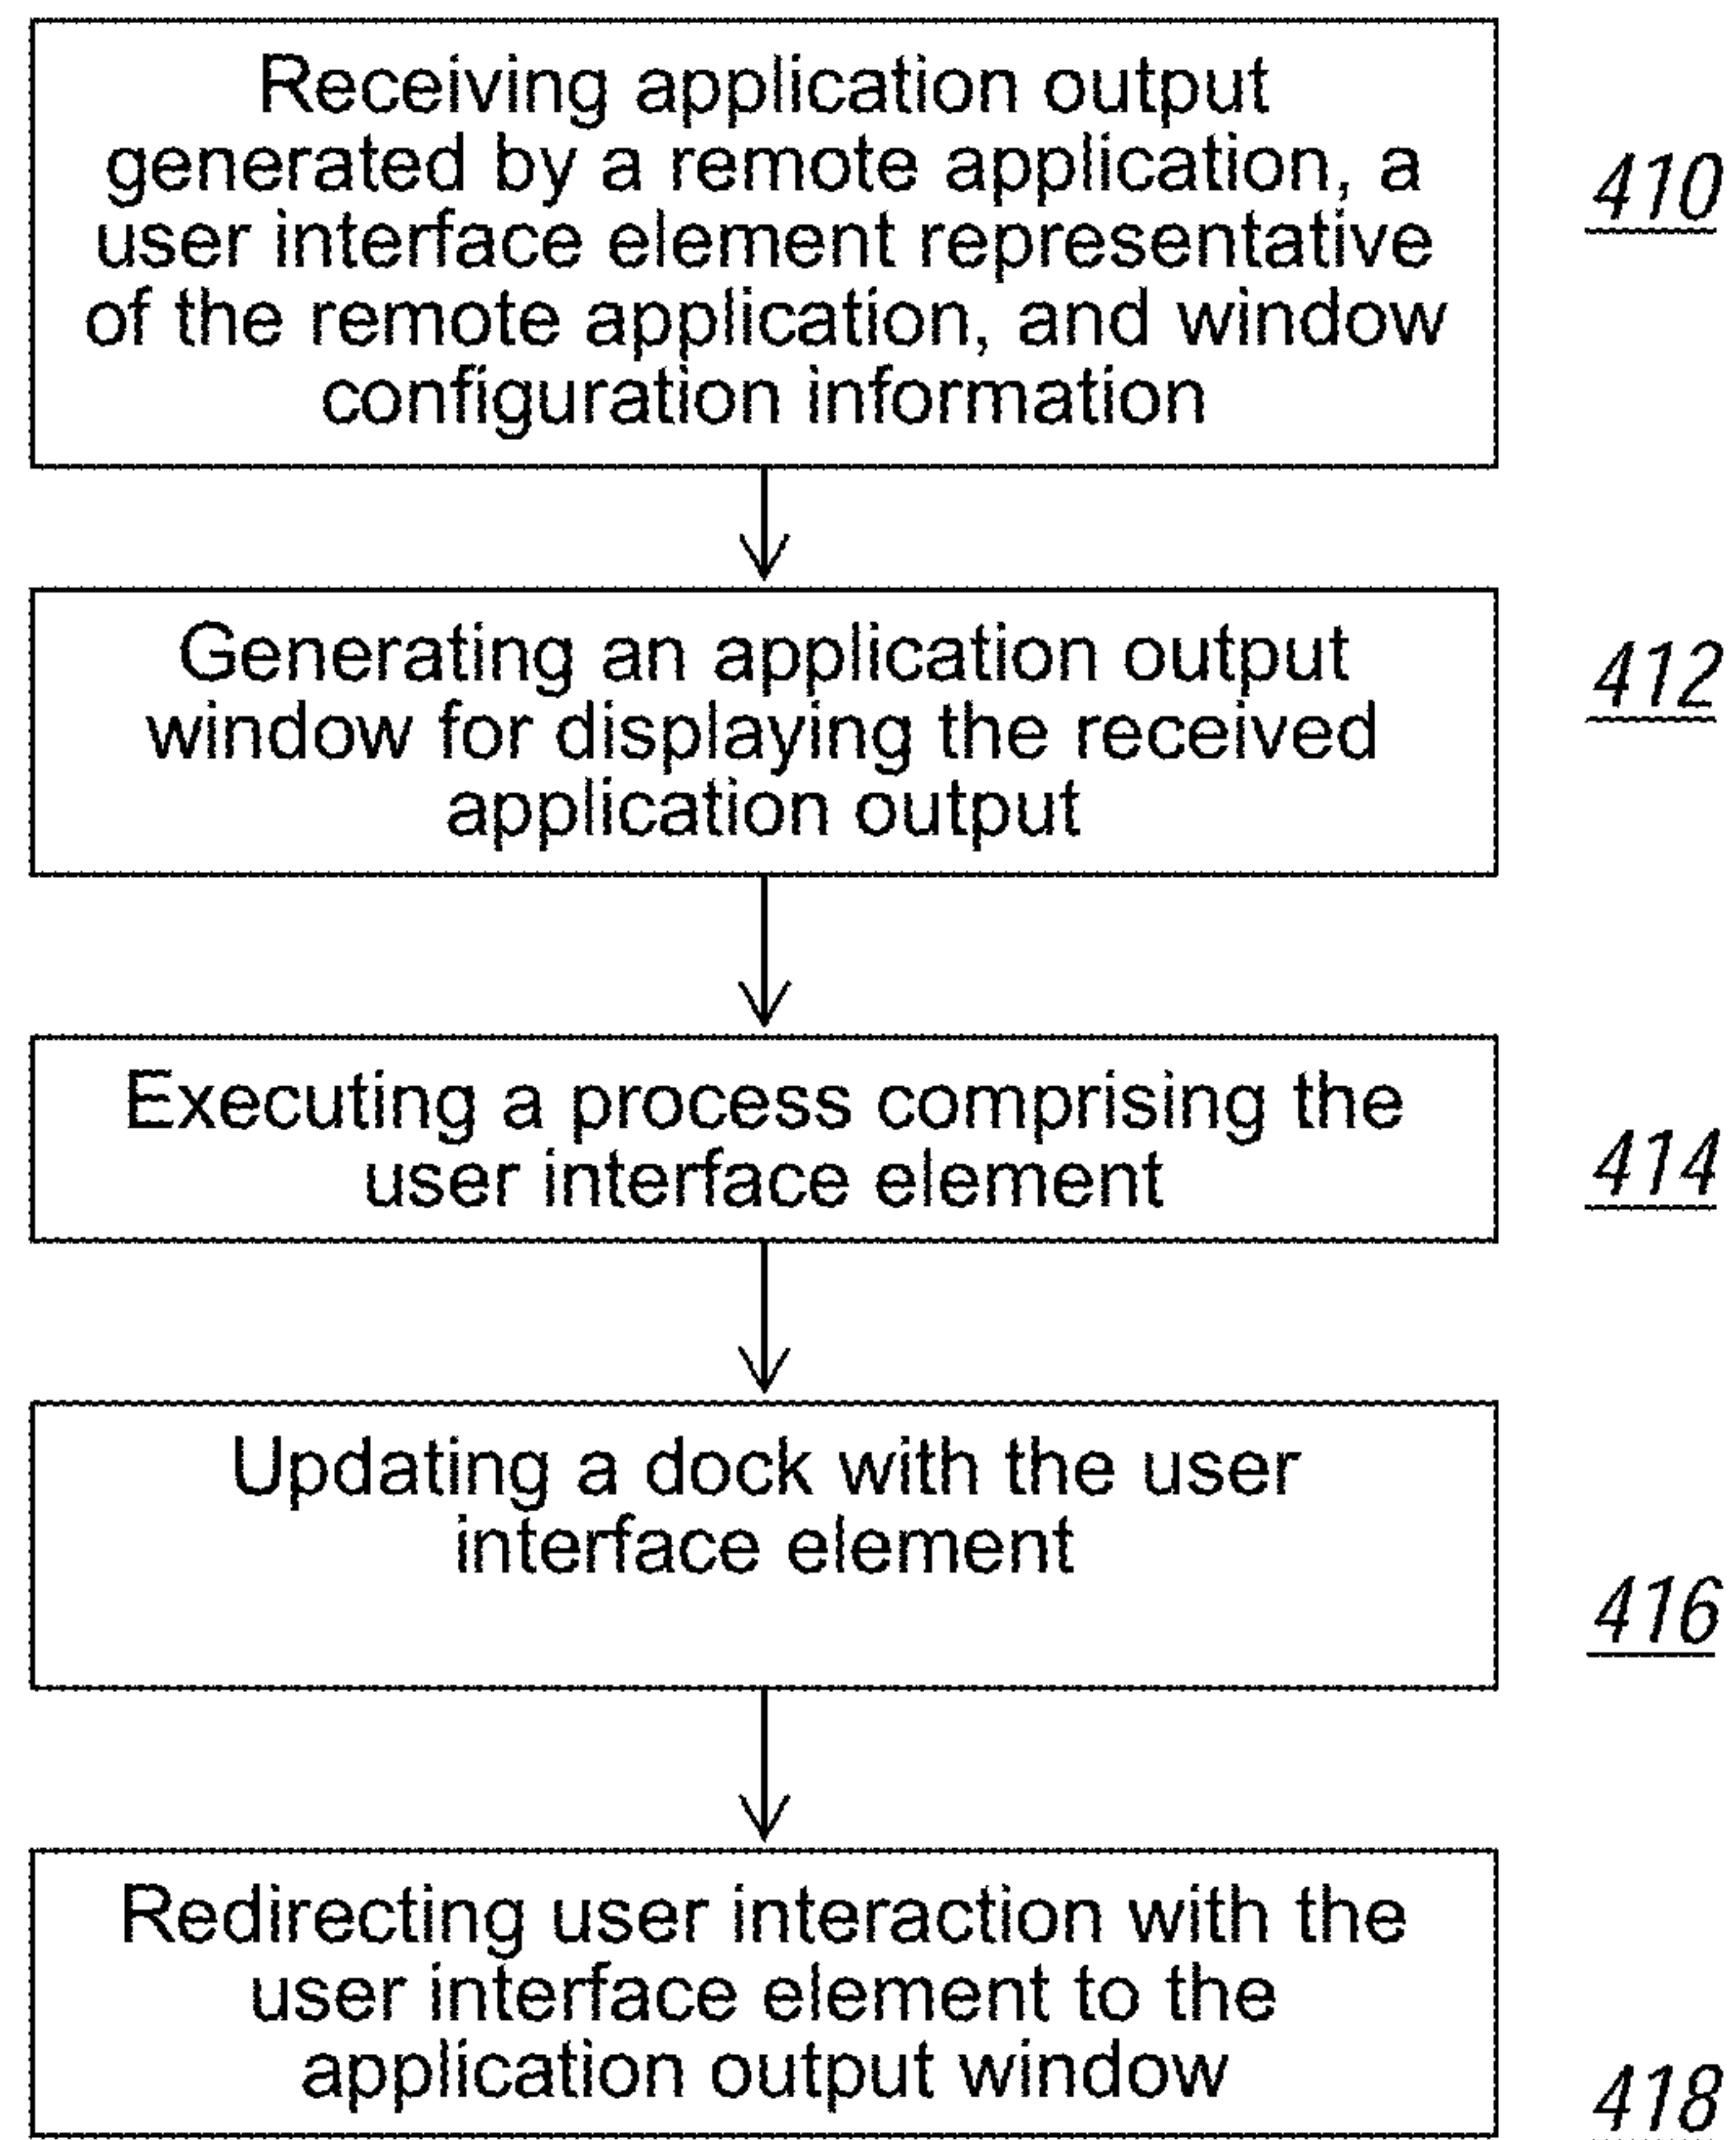 Receiving application output
generated by a remote application, a
user interface element representative
of the remote application, and window
configuration information
410
Generating an application output
window for displaying the received
application output
412
Executing a process comprising the
user interface element
414
Updating a dock with the user
interface element
416
Redirecting user interaction with the
user interface element to the
application output window
418